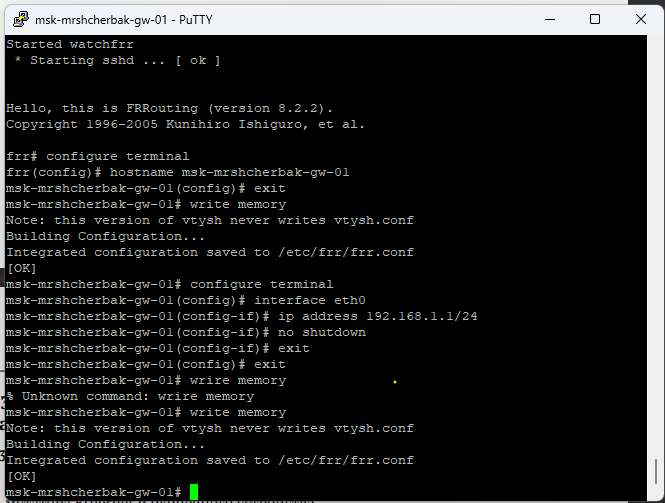 msk-mrshcherbak-gw-01 - PuTTY
Started watchfrr
 * Starting sshd ... [ ok ]
Hello, this is FRRouting (version 8.2.2).
Copyright 1996-2005 Kunihiro Ishiguro, et al.
frr# configure terminal
frr(config)# hostname msk-mrshcherbak-gw-01
msk-mrshcherbak-gw-01(config)# exit
msk-mrshcherbak-gw-01# write memory
Note: this version of vtysh never writes vtysh.conf
Building Configuration...
Integrated configuration saved to /etc/frr/frr.conf
[OK]
msk-mrshcherbak-gw-01# configure terminal
msk-mrshcherbak-gw-01(config)# interface eth0
msk-mrshcherbak-gw-01(config-if)# ip address 192.168.1.1/24
msk-mrshcherbak-gw-01(config-if)# no shutdown
msk-mrshcherbak-gw-01(config-if)# exit
msk-mrshcherbak-gw-01(config)# exit
msk-mrshcherbak-gw-01# wrire memory
% Unknown command: wrire memory
msk-mrshcherbak-gw-01# write memory
Note: this version of vtysh never writes vtysh.conf
Building Configuration...
Integrated configuration saved to /etc/frr/frr.conf
[OK]
msk-mrshcherbak-gw-01#